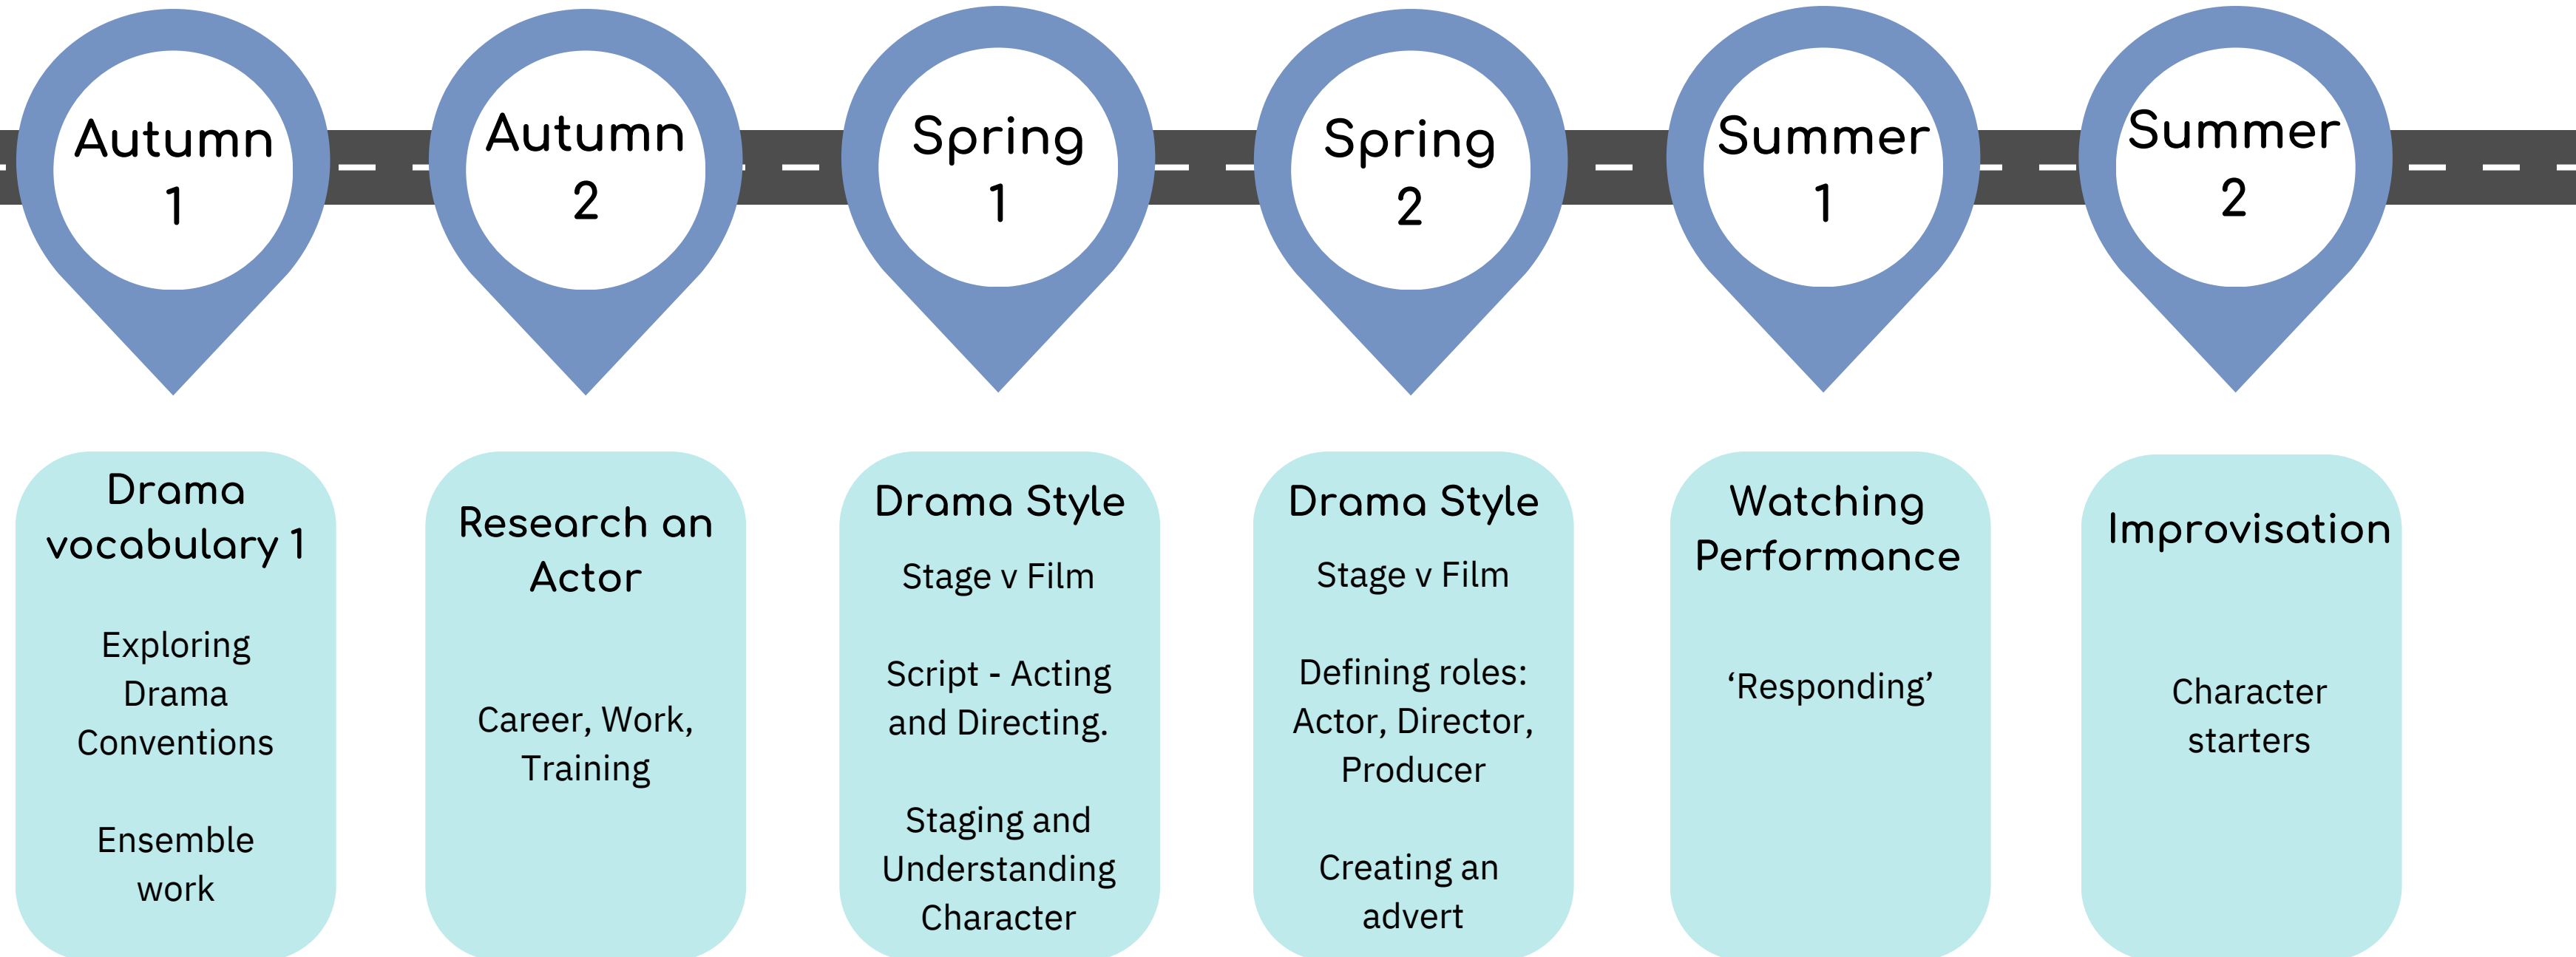 Autumn
1
Autumn
2
Spring
1
Spring
2
Summer
1
Summer
2
Drama
vocabulary 1
Exploring
Drama
Conventions
Ensemble
work
Research an
Actor
Career, Work,
Training
Drama Style
Stage v Film
Script - Acting
and Directing.
Staging and
Understanding
Character
Drama Style
Stage v Film
Defining roles:
Actor, Director,
Producer
Creating an
advert
Watching
Performance
‘Responding’
Improvisation
Character
starters